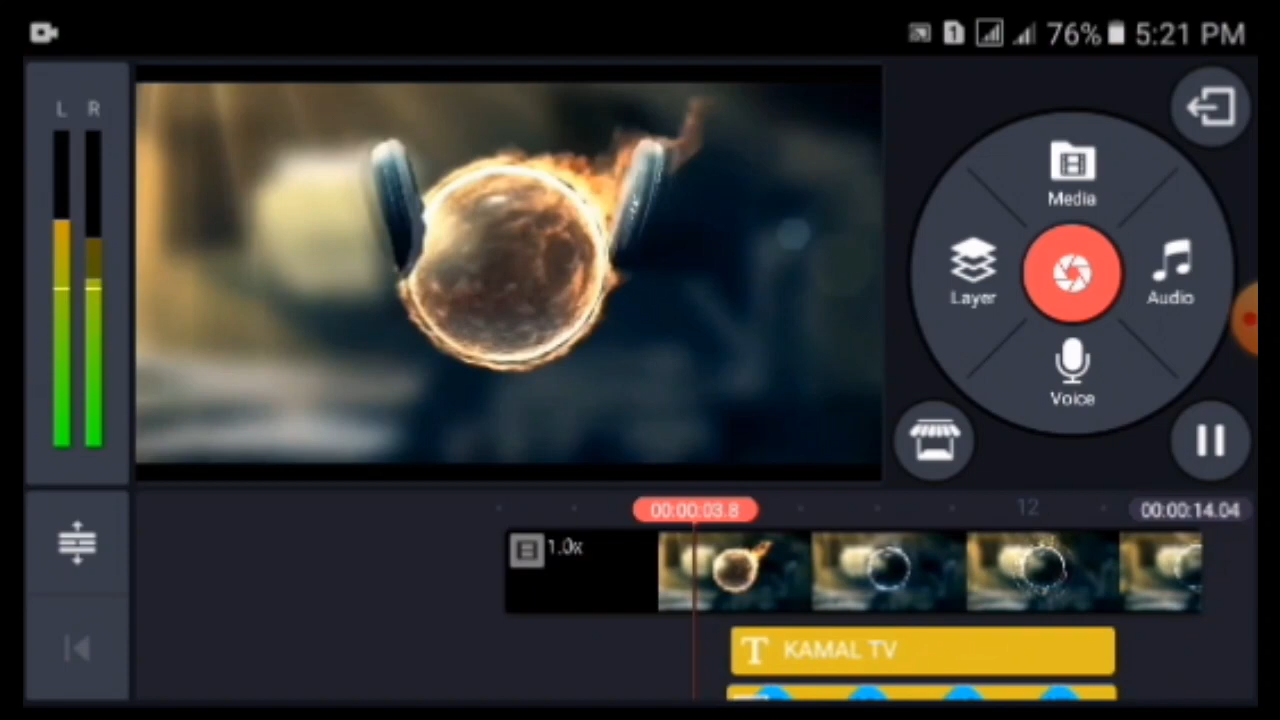 1 76% 5:21 PM
L R
Media
Layer
Audio
Voice
00:00:03.8
12
00:00:14.04
1.0x
T KAMAL TV